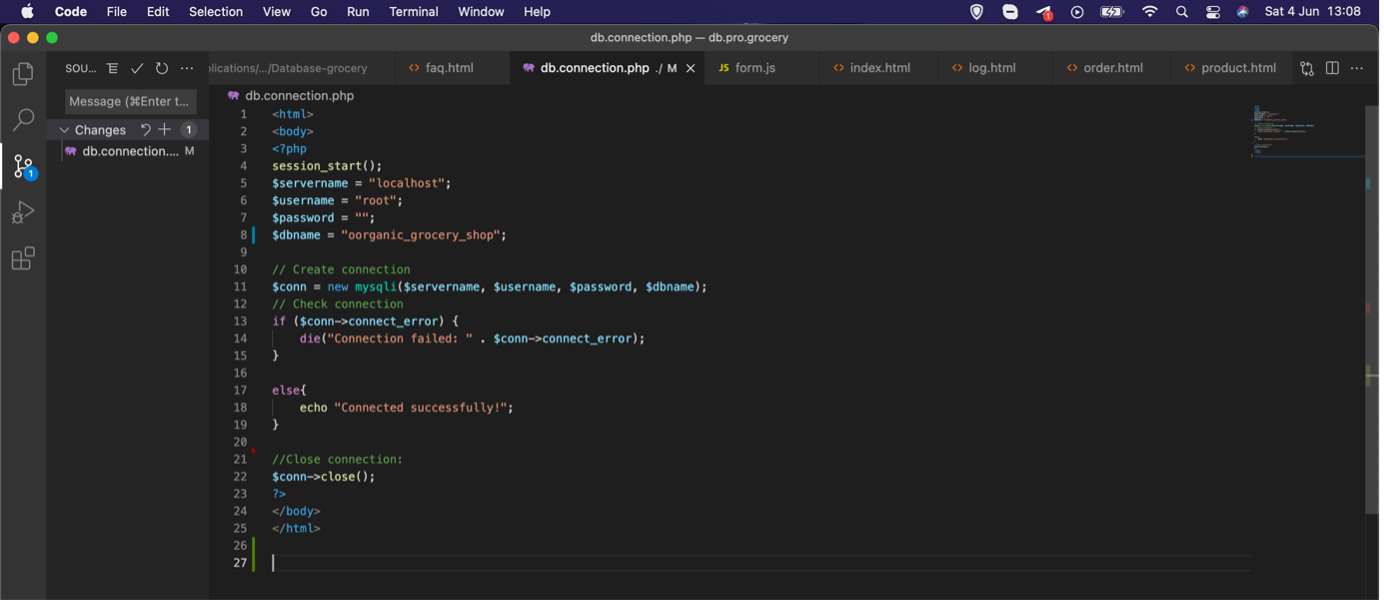 Code File Edit Selection View Go Run Terminal Window Help 1 Sat 4 Jun 13:08
db.connection.php — db.pro.grocery
SOU... plications/.../Database-grocery faq.html db.connection.php ./ M JS form.js index.html log.html order.html product.html
Message (⌘Enter t...
db.connection.php
Changes 1
db.connection.... M
1
1 <html>
2 <body>
3 <?php
4 session_start();
5 $servername = "localhost";
6 $username = "root";
7 $password = "";
8 $dbname = "oorganic_grocery_shop";
9
10 // Create connection
11 $conn = new mysqli($servername, $username, $password, $dbname);
12 // Check connection
13 if ($conn->connect_error) {
14 die("Connection failed: " . $conn->connect_error);
15 }
16
17 else{
18 echo "Connected successfully!";
19 }
20
21 //Close connection:
22 $conn->close();
23 ?>
24 </body>
25 </html>
26
27